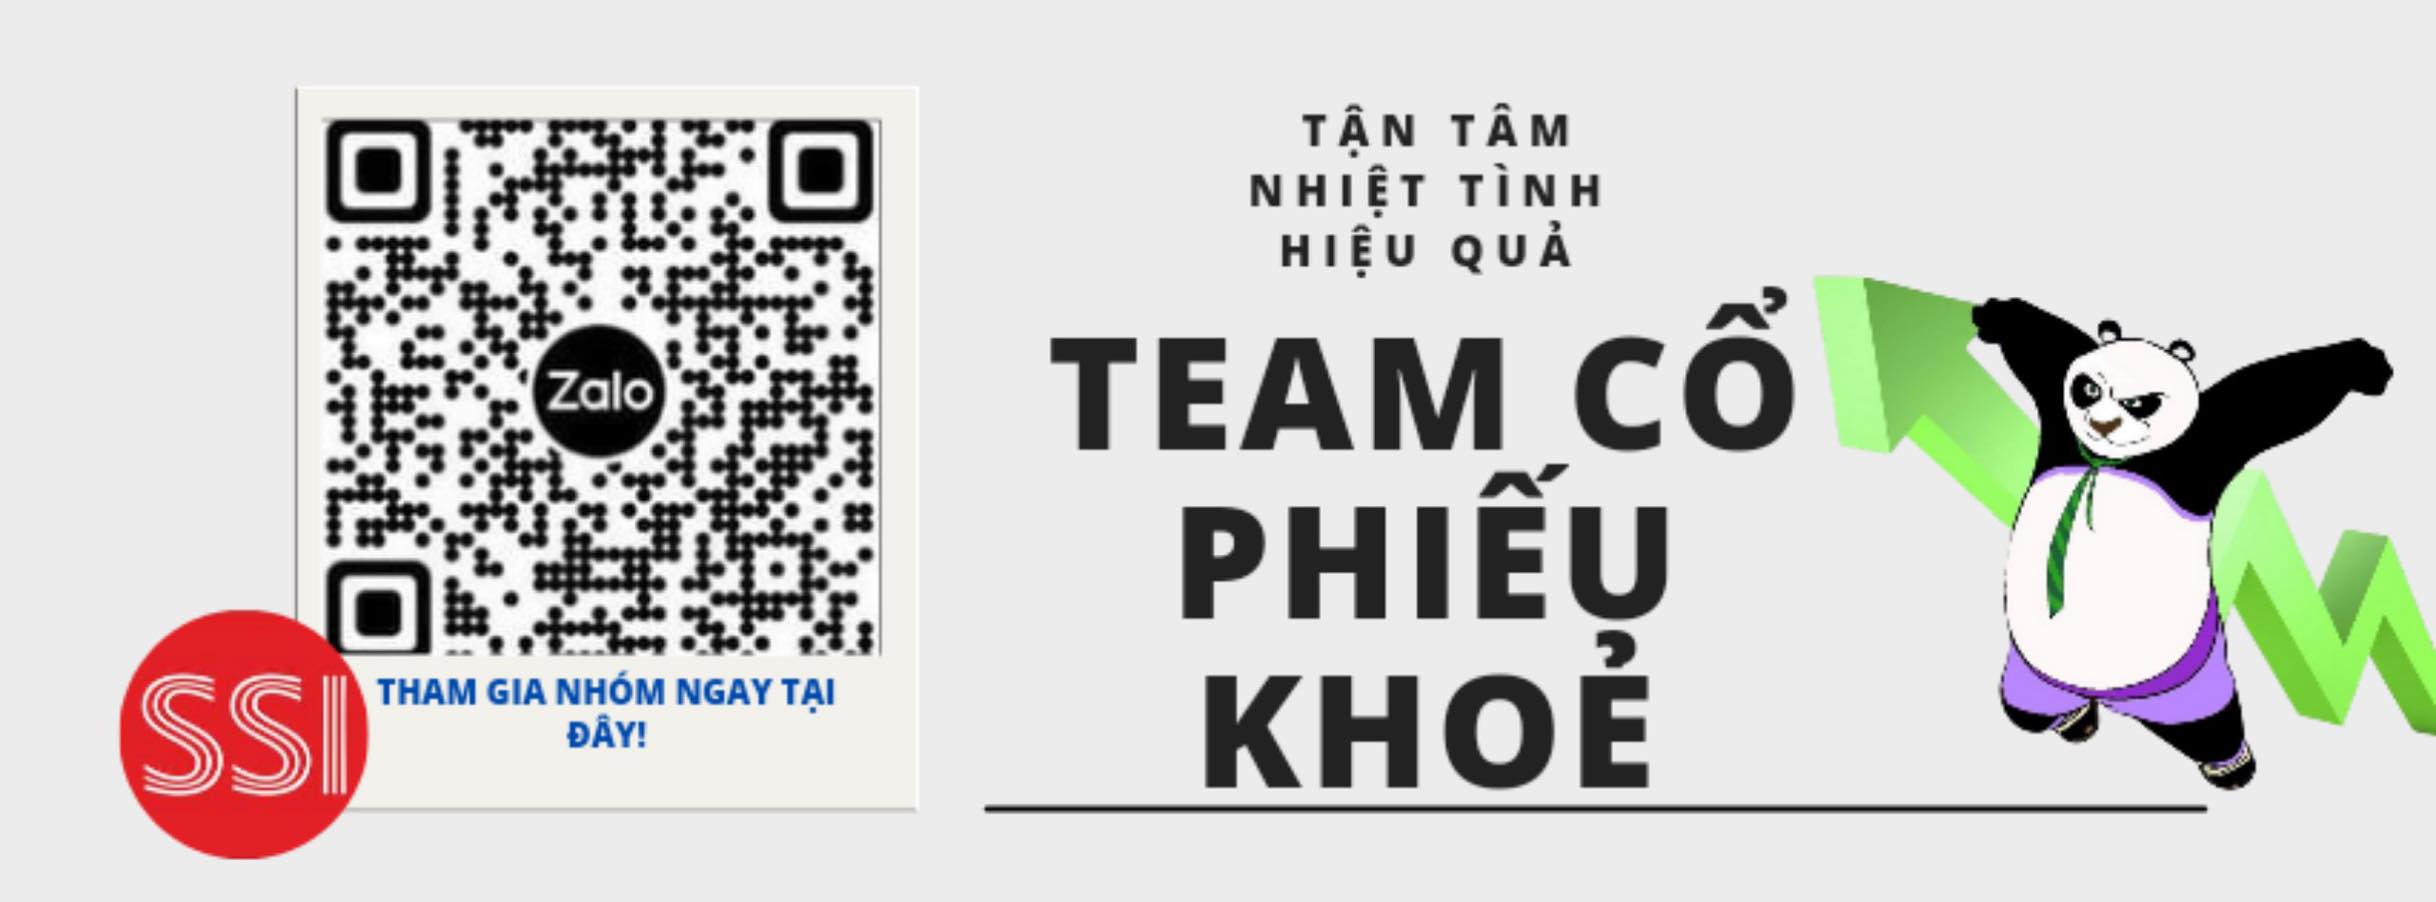 Zalo
SSI
THAM GIA NHÓM NGAY TẠI
ĐÂY!
TẬN TÂM
NHIỆT TÌNH
HIỆU QUẢ
TEAM CỔ
PHIẾU
KHOẺ